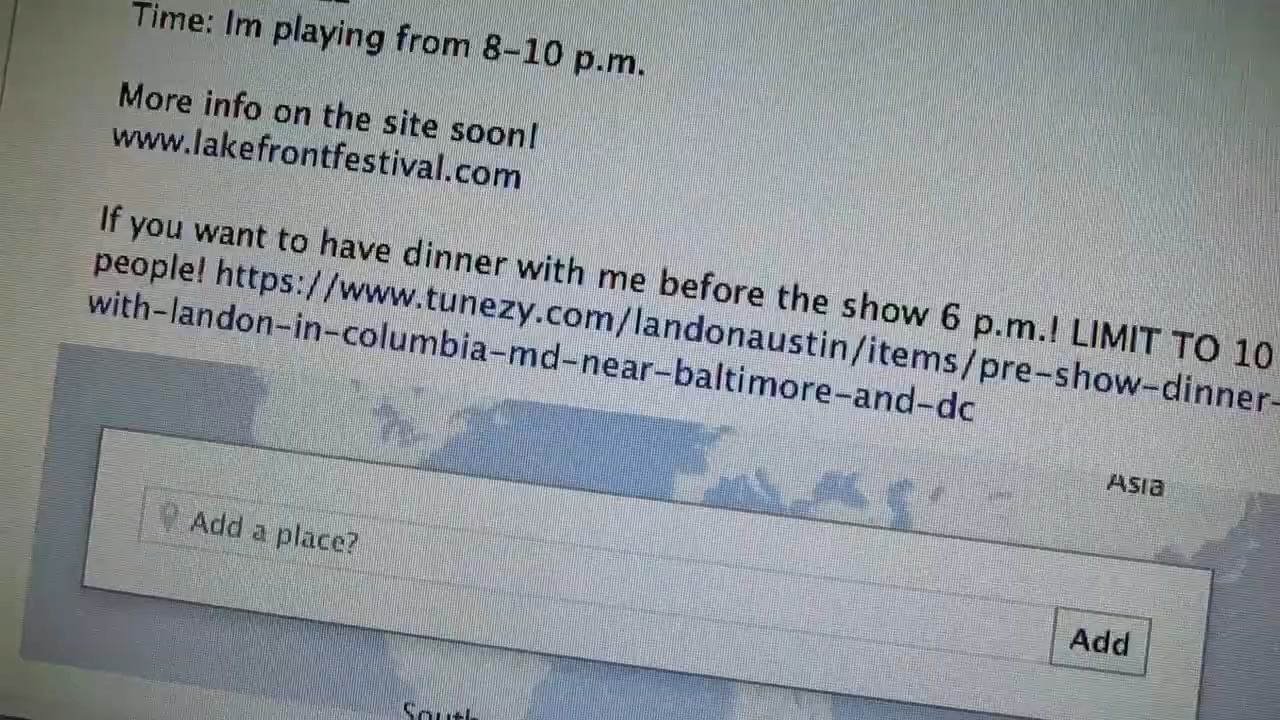 Time: Im playing from 8-10 p.m.
More info on the site soon!
www.lakefrontfestival.com
If you want to have dinner with me before the show 6 p.m.! LIMIT TO 10
people! https://www.tunezy.com/landonaustin/items/pre-show-dinner-
with-landon-in-columbia-md-near-baltimore-and-dc
Asia
Add a place?
Add
South